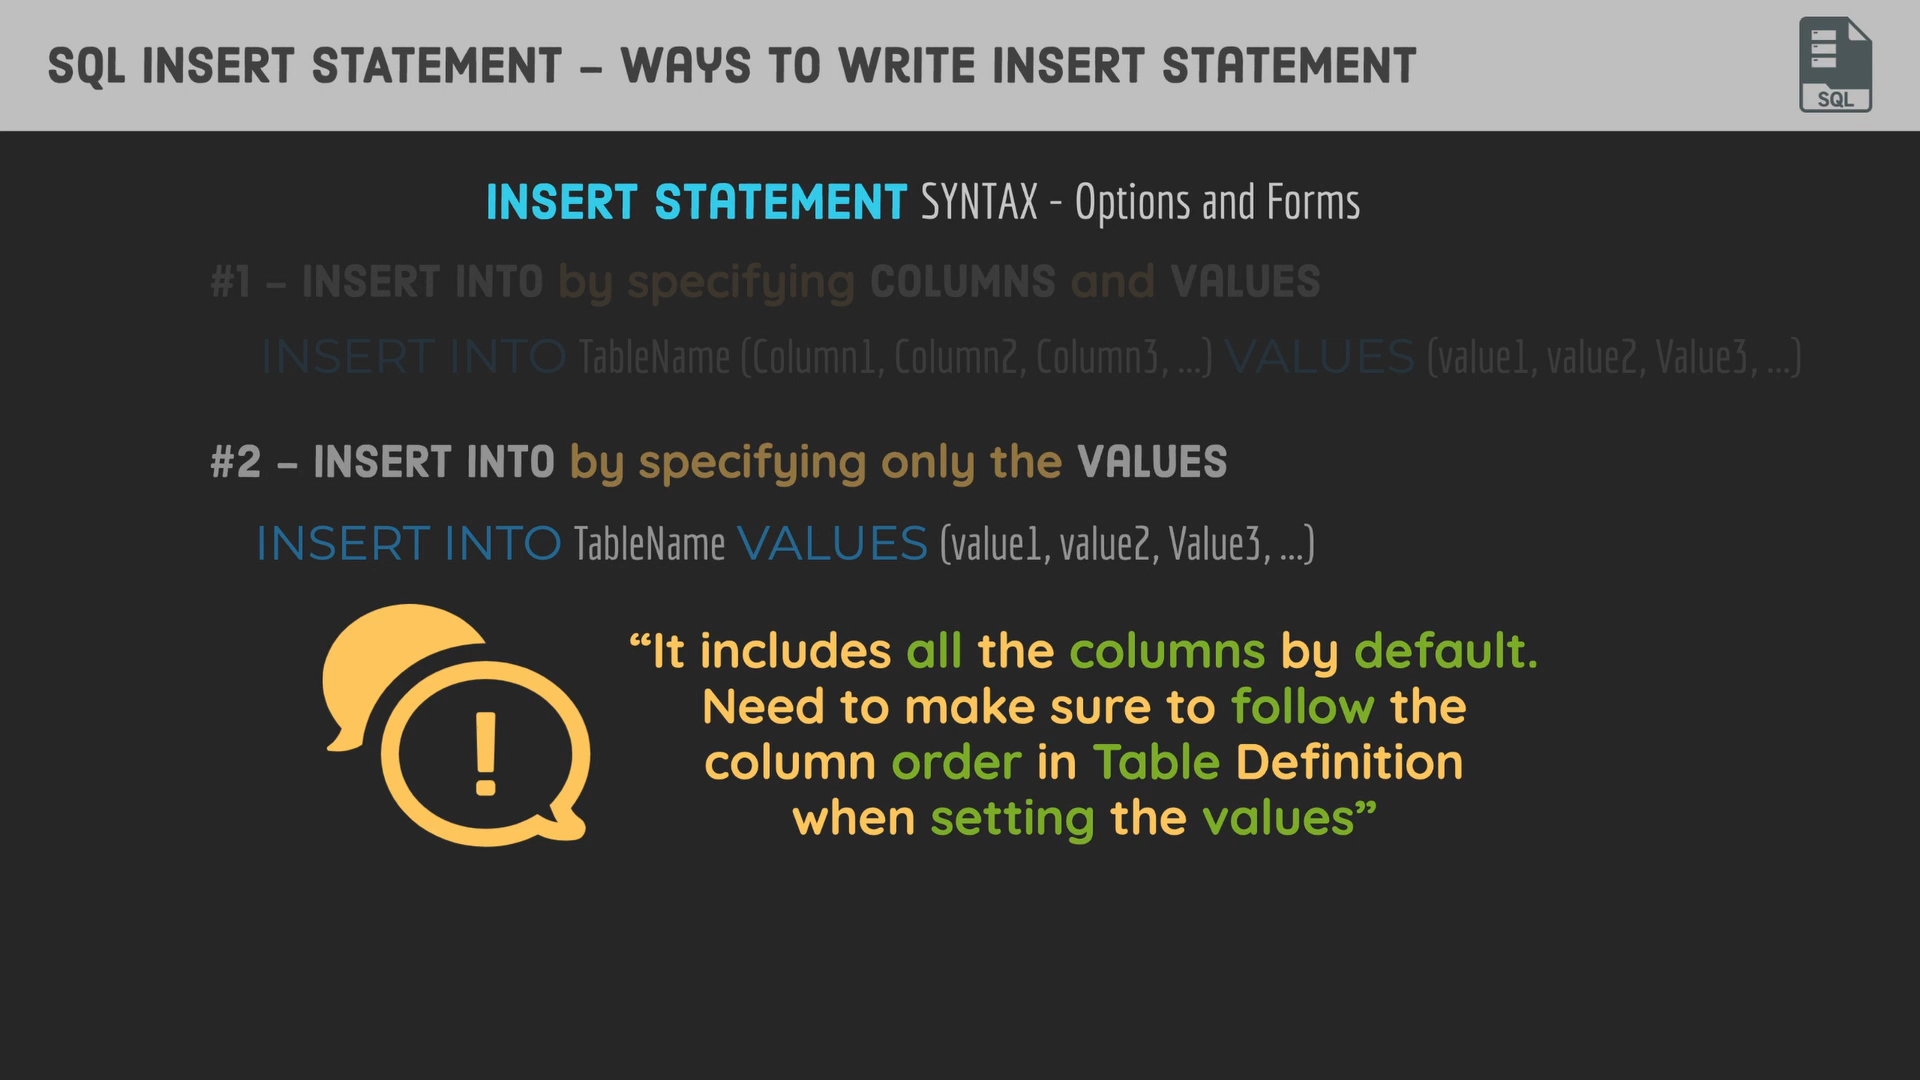 SQL INSERT STATEMENT – WAYS TO WRITE INSERT STATEMENT
SQL
INSERT STATEMENT SYNTAX - Options and Forms
#1 – INSERT INTO by specifying COLUMNS and VALUES
INSERT INTO TableName (Column1, Column2, Column3, ...) VALUES (value1, value2, Value3, ...)
#2 – INSERT INTO by specifying only the VALUES
INSERT INTO TableName VALUES (value1, value2, Value3, ...)
!
“It includes all the columns by default.
Need to make sure to follow the
column order in Table Definition
when setting the values”